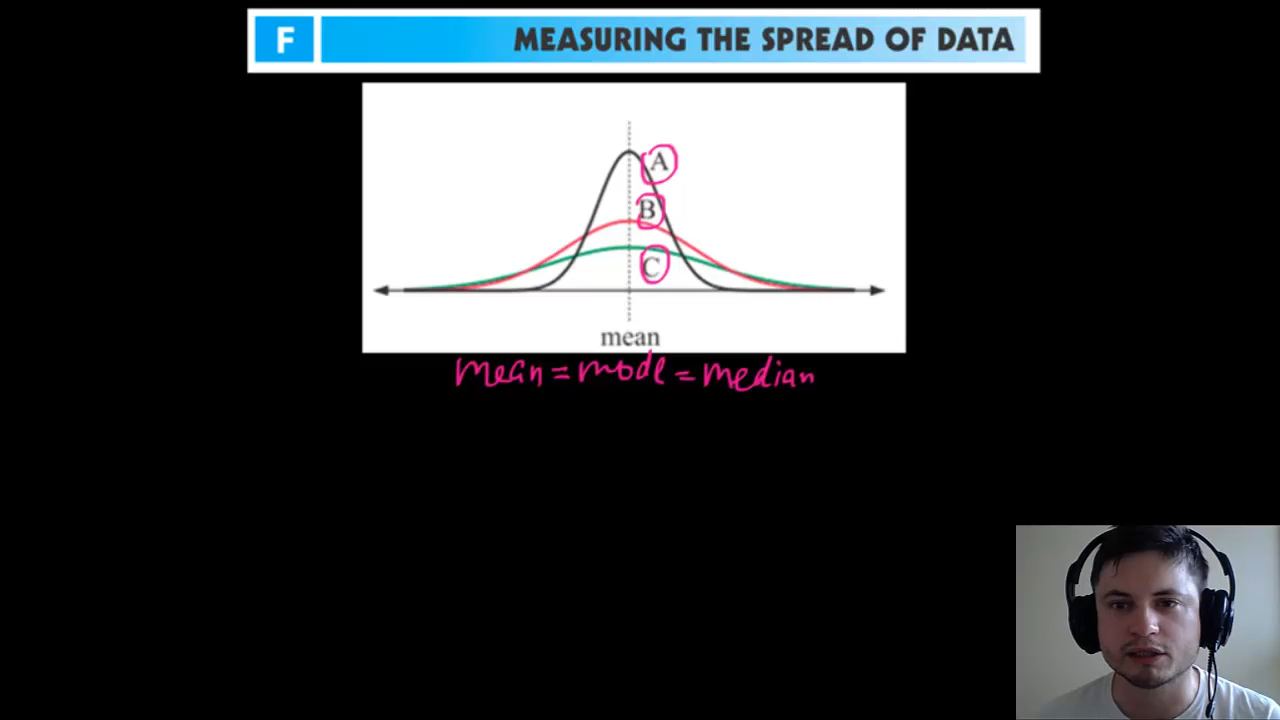 F MEASURING THE SPREAD OF DATA
A
B
C
mean
mean = mode = median